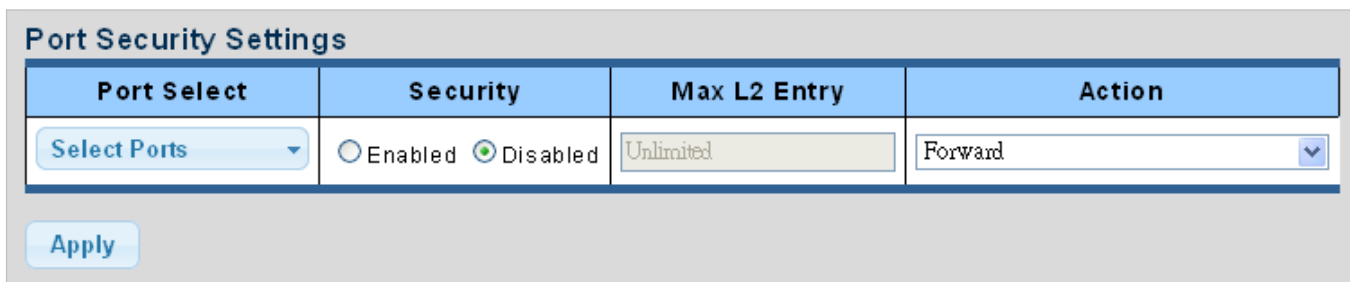 Port Security Settings
Port Select Security Max L2 Entry Action
Select Ports Enabled Disabled Unlimited Forward
Apply